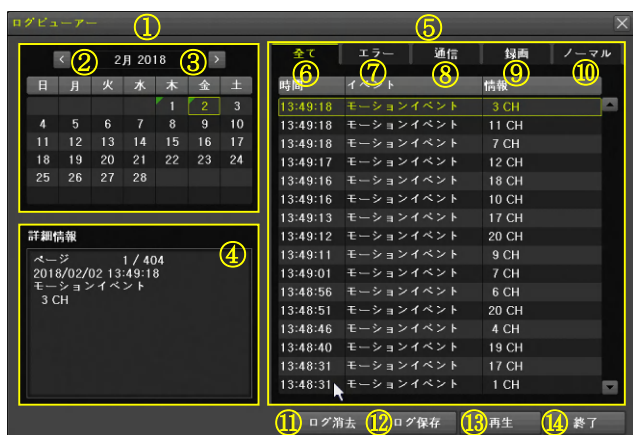 ログビューアー ① ⑤
② 2月 2018 ③
日 月 火 水 木 金 土
1 2 3
4 5 6 7 8 9 10
11 12 13 14 15 16 17
18 19 20 21 22 23 24
25 26 27 28
詳細情報
④
ページ 1 / 404
2018/02/02 13:49:18
モーションイベント
3 CH
全て エラー 通信 録画 ノーマル
⑥ ⑦ ⑧ ⑨ ⑩
時間 イベント 情報
13:49:18 モーションイベント 3 CH
13:49:18 モーションイベント 11 CH
13:49:18 モーションイベント 7 CH
13:49:17 モーションイベント 12 CH
13:49:16 モーションイベント 18 CH
13:49:16 モーションイベント 10 CH
13:49:13 モーションイベント 17 CH
13:49:12 モーションイベント 20 CH
13:49:11 モーションイベント 9 CH
13:49:01 モーションイベント 7 CH
13:48:56 モーションイベント 6 CH
13:48:51 モーションイベント 20 CH
13:48:46 モーションイベント 4 CH
13:48:40 モーションイベント 19 CH
13:48:31 モーションイベント 17 CH
13:48:31 モーションイベント 1 CH
⑪ ログ消去 ⑫ ログ保存 ⑬ 再生 ⑭ 終了